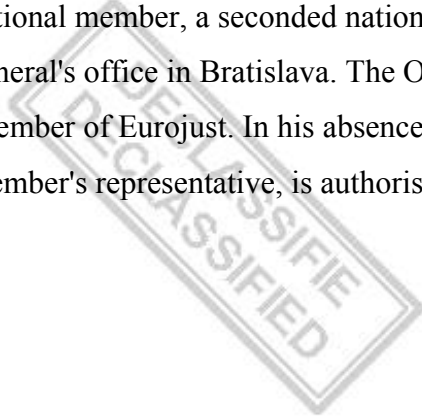 tional member, a seconded nation
neral's office in Bratislava. The O
ember of Eurojust. In his absence
ember's representative, is authoris
DECLASSIFIE
DECLASSIFIED